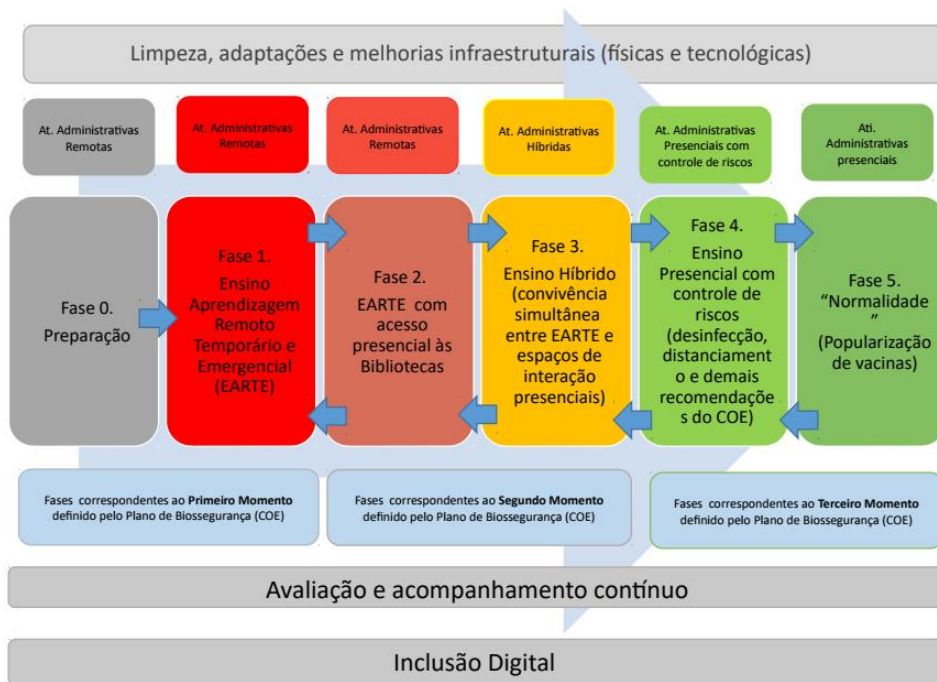 Limpeza, adaptações e melhorias infraestruturais (físicas e tecnológicas)
At. Administrativas
Remotas
At. Administrativas
Remotas
At. Administrativas
Remotas
At. Administrativas
Híbridas
At. Administrativas
Presenciais com
controle de riscos
Ati.
Administrativas
presenciais
Fase 0.
Preparação
Fase 1.
Ensino
Aprendizagem
Remoto
Temporário e
Emergencial
(EARTE)
Fase 2.
EARTE com
acesso
presencial às
Bibliotecas
Fase 3.
Ensino Híbrido
(convivência
simultânea
entre EARTE e
espaços de
interação
presenciais)
Fase 4.
Ensino
Presencial com
controle de
riscos
(desinfecção,
distanciament
o e demais
recomendaçõe
s do COE)
Fase 5.
“Normalidade
”
(Popularização
de vacinas)
Fases correspondentes ao Primeiro Momento
definido pelo Plano de Biossegurança (COE)
Fases correspondentes ao Segundo Momento
definido pelo Plano de Biossegurança (COE)
Fases correspondentes ao Terceiro Momento
definido pelo Plano de Biossegurança (COE)
Avaliação e acompanhamento contínuo
Inclusão Digital